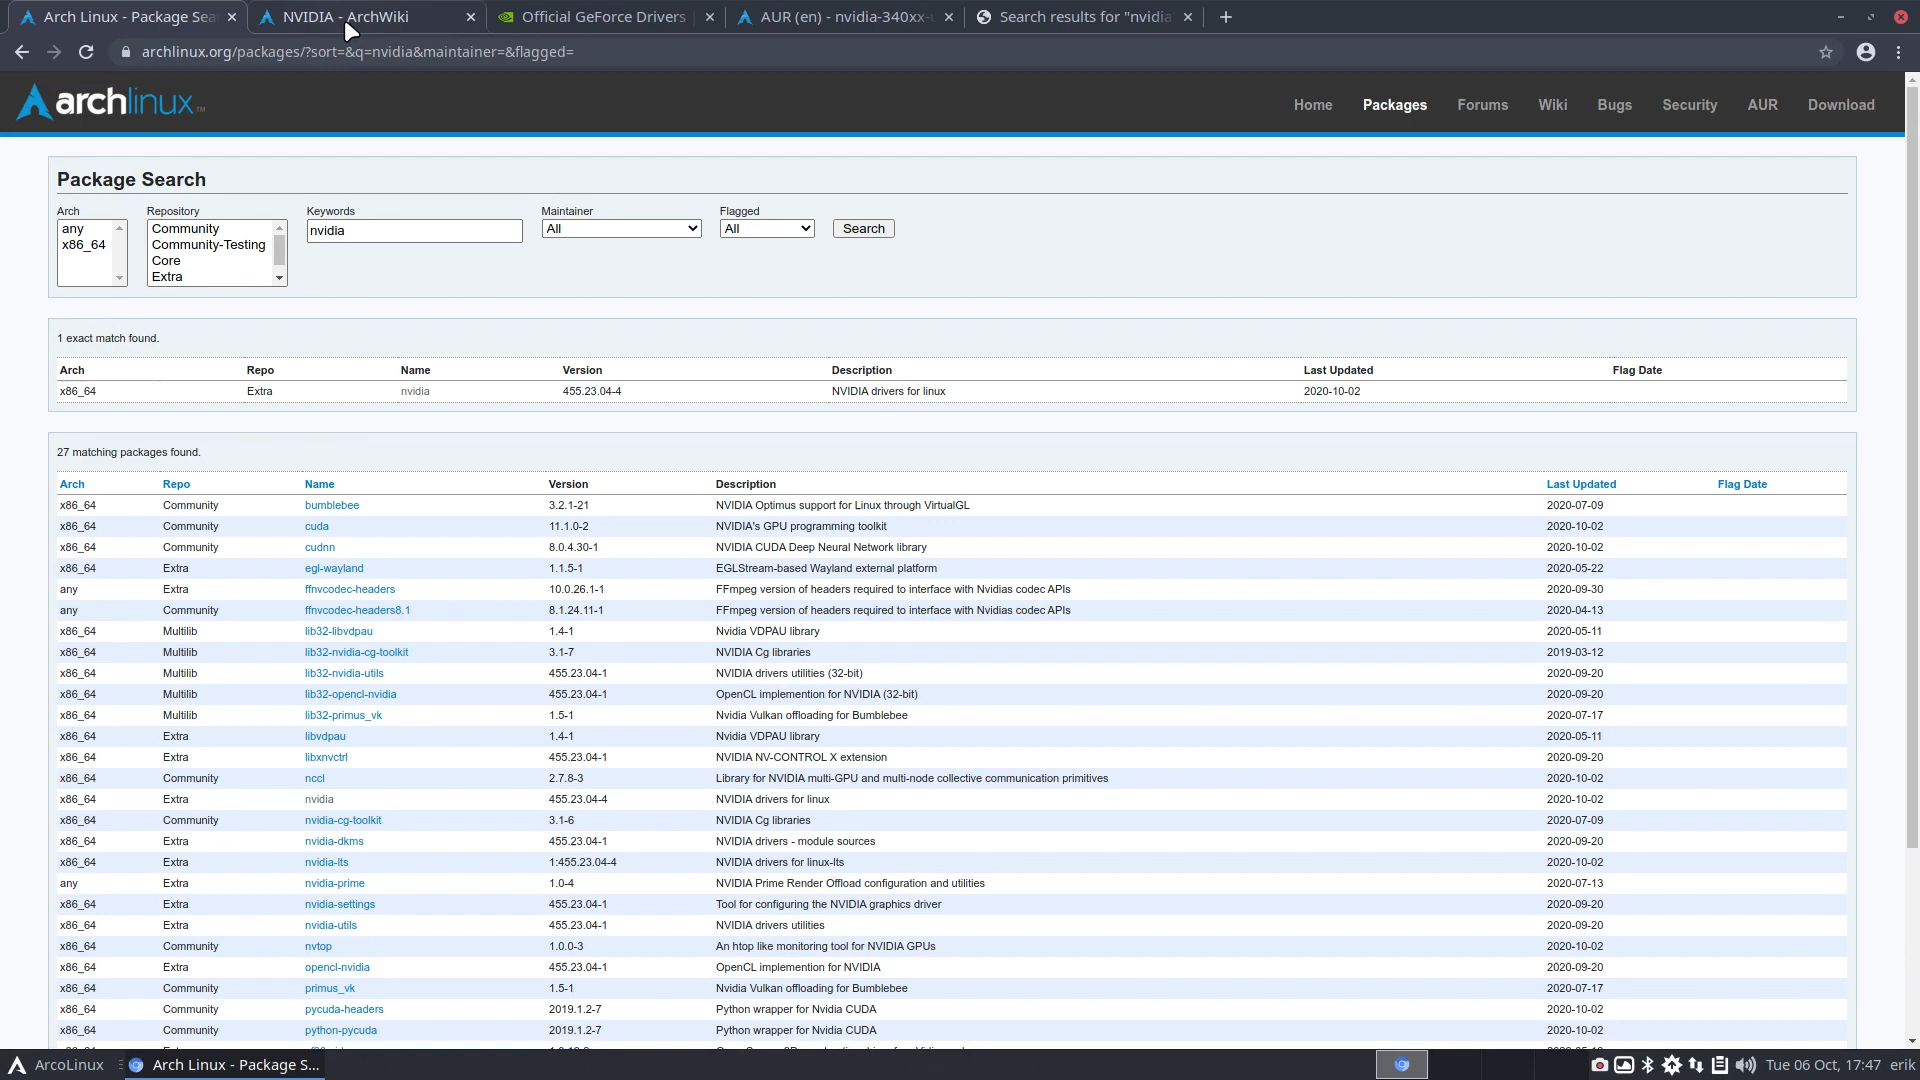 Arch Linux - Package Sea
NVIDIA - ArchWiki
Official GeForce Drivers
AUR (en) - nvidia-340xx-u
Search results for "nvidia
archlinux.org/packages/?sort=&q=nvidia&maintainer=&flagged=
archlinux
Home Packages Forums Wiki Bugs Security AUR Download
Package Search
Arch Repository Keywords Maintainer Flagged
any
x86_64
Community
Community-Testing
Core
Extra
nvidia
All
All
Search
1 exact match found.
Arch Repo Name Version Description Last Updated Flag Date
x86_64 Extra nvidia 455.23.04-4 NVIDIA drivers for linux 2020-10-02
27 matching packages found.
Arch Repo Name Version Description Last Updated Flag Date
x86_64 Community bumblebee 3.2.1-21 NVIDIA Optimus support for Linux through VirtualGL 2020-07-09
x86_64 Community cuda 11.1.0-2 NVIDIA's GPU programming toolkit 2020-10-02
x86_64 Community cudnn 8.0.4.30-1 NVIDIA CUDA Deep Neural Network library 2020-10-02
x86_64 Extra egl-wayland 1.1.5-1 EGLStream-based Wayland external platform 2020-05-22
any Extra ffnvcodec-headers 10.0.26.1-1 FFmpeg version of headers required to interface with Nvidias codec APIs 2020-09-30
any Community ffnvcodec-headers8.1 8.1.24.11-1 FFmpeg version of headers required to interface with Nvidias codec APIs 2020-04-13
x86_64 Multilib lib32-libvdpau 1.4-1 Nvidia VDPAU library 2020-05-11
x86_64 Multilib lib32-nvidia-cg-toolkit 3.1-7 NVIDIA Cg libraries 2019-03-12
x86_64 Multilib lib32-nvidia-utils 455.23.04-1 NVIDIA drivers utilities (32-bit) 2020-09-20
x86_64 Multilib lib32-opencl-nvidia 455.23.04-1 OpenCL implemention for NVIDIA (32-bit) 2020-09-20
x86_64 Multilib lib32-primus_vk 1.5-1 Nvidia Vulkan offloading for Bumblebee 2020-07-17
x86_64 Extra libvdpau 1.4-1 Nvidia VDPAU library 2020-05-11
x86_64 Extra libxnvctrl 455.23.04-1 NVIDIA NV-CONTROL X extension 2020-09-20
x86_64 Community nccl 2.7.8-3 Library for NVIDIA multi-GPU and multi-node collective communication primitives 2020-10-02
x86_64 Extra nvidia 455.23.04-4 NVIDIA drivers for linux 2020-10-02
x86_64 Community nvidia-cg-toolkit 3.1-6 NVIDIA Cg libraries 2020-07-09
x86_64 Extra nvidia-dkms 455.23.04-1 NVIDIA drivers - module sources 2020-09-20
x86_64 Extra nvidia-lts 1:455.23.04-4 NVIDIA drivers for linux-lts 2020-10-02
any Extra nvidia-prime 1.0-4 NVIDIA Prime Render Offload configuration and utilities 2020-07-13
x86_64 Extra nvidia-settings 455.23.04-1 Tool for configuring the NVIDIA graphics driver 2020-09-20
x86_64 Extra nvidia-utils 455.23.04-1 NVIDIA drivers utilities 2020-09-20
x86_64 Community nvtop 1.0.0-3 An htop like monitoring tool for NVIDIA GPUs 2020-10-02
x86_64 Extra opencl-nvidia 455.23.04-1 OpenCL implemention for NVIDIA 2020-09-20
x86_64 Community primus_vk 1.5-1 Nvidia Vulkan offloading for Bumblebee 2020-07-17
x86_64 Community pycuda-headers 2019.1.2-7 Python wrapper for Nvidia CUDA 2020-10-02
x86_64 Community python-pycuda 2019.1.2-7 Python wrapper for Nvidia CUDA 2020-10-02
ArcoLinux
Arch Linux - Package S...
Tue 06 Oct, 17:47 erik